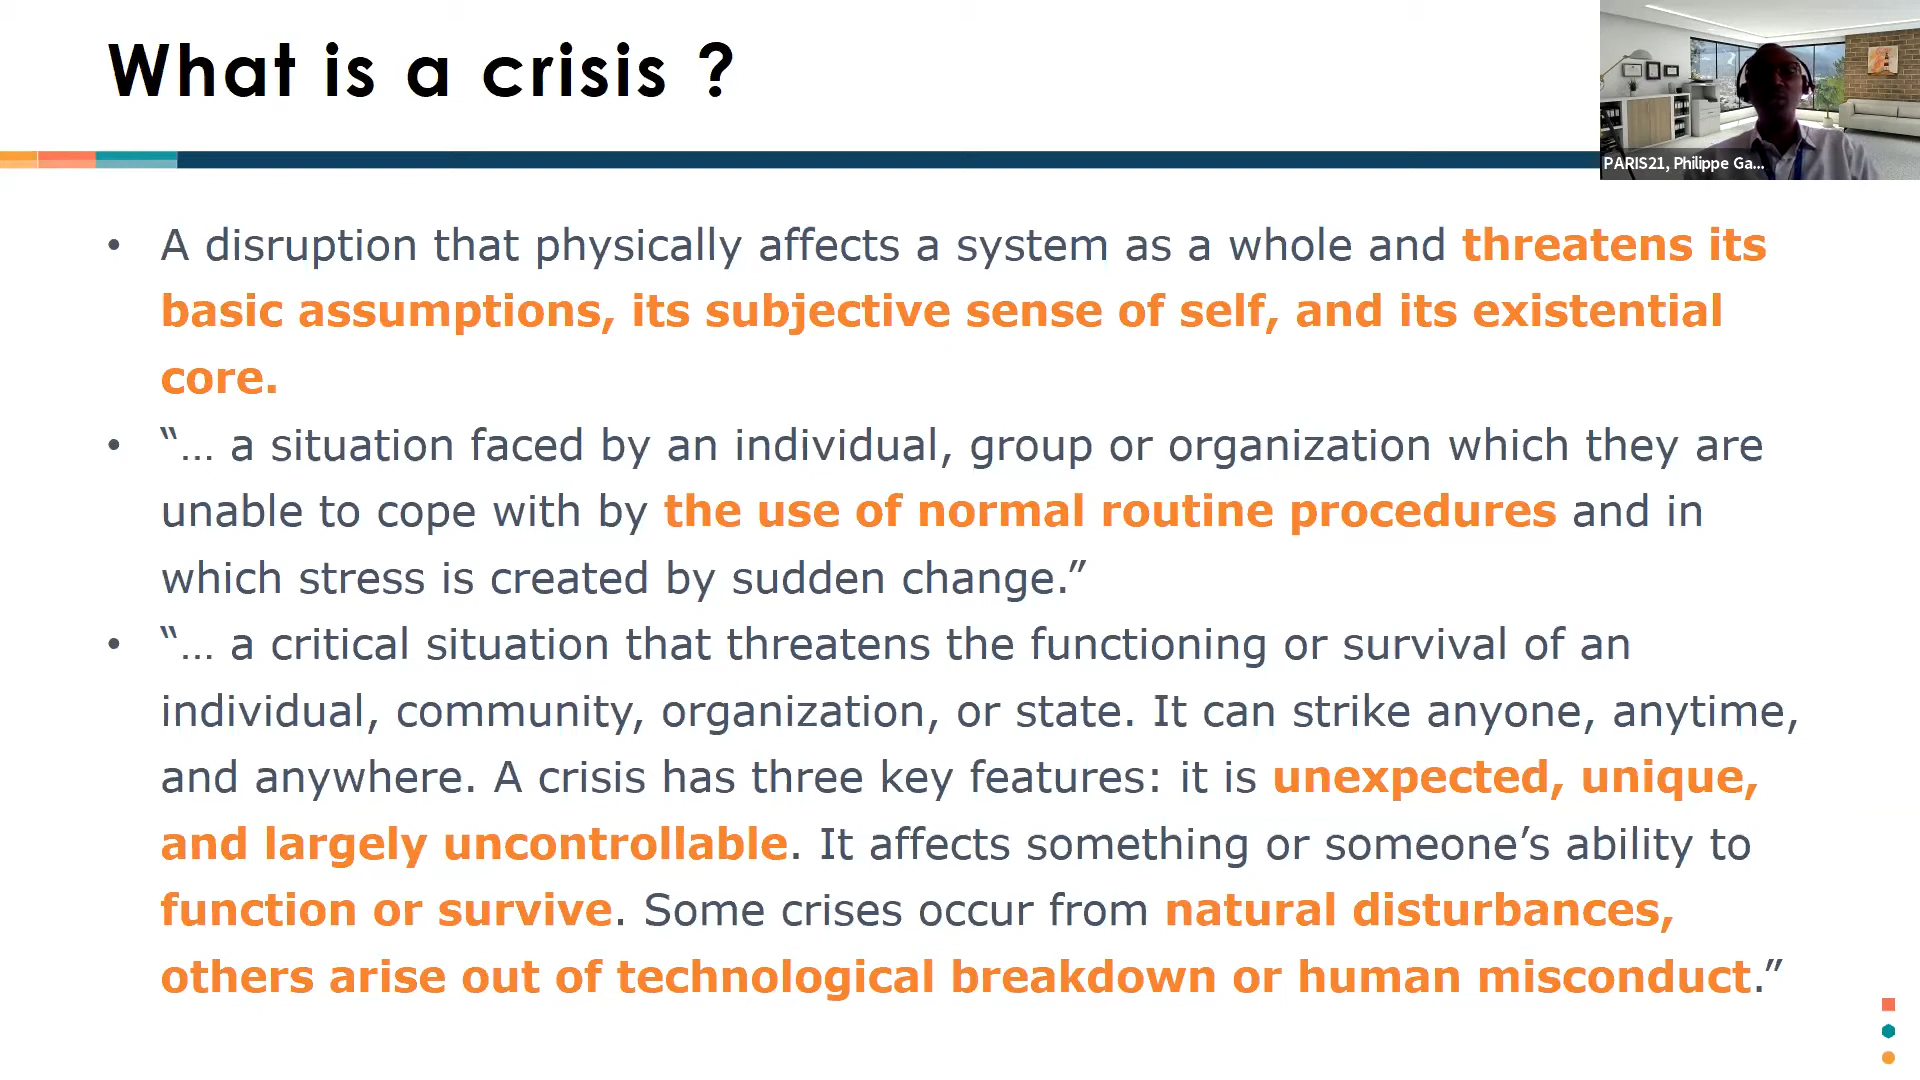 What is a crisis ?
PARIS21, Philippe Ga...
• A disruption that physically affects a system as a whole and threatens its
basic assumptions, its subjective sense of self, and its existential
core.
• “… a situation faced by an individual, group or organization which they are
unable to cope with by the use of normal routine procedures and in
which stress is created by sudden change.”
• “… a critical situation that threatens the functioning or survival of an
individual, community, organization, or state. It can strike anyone, anytime,
and anywhere. A crisis has three key features: it is unexpected, unique,
and largely uncontrollable. It affects something or someone’s ability to
function or survive. Some crises occur from natural disturbances,
others arise out of technological breakdown or human misconduct.”